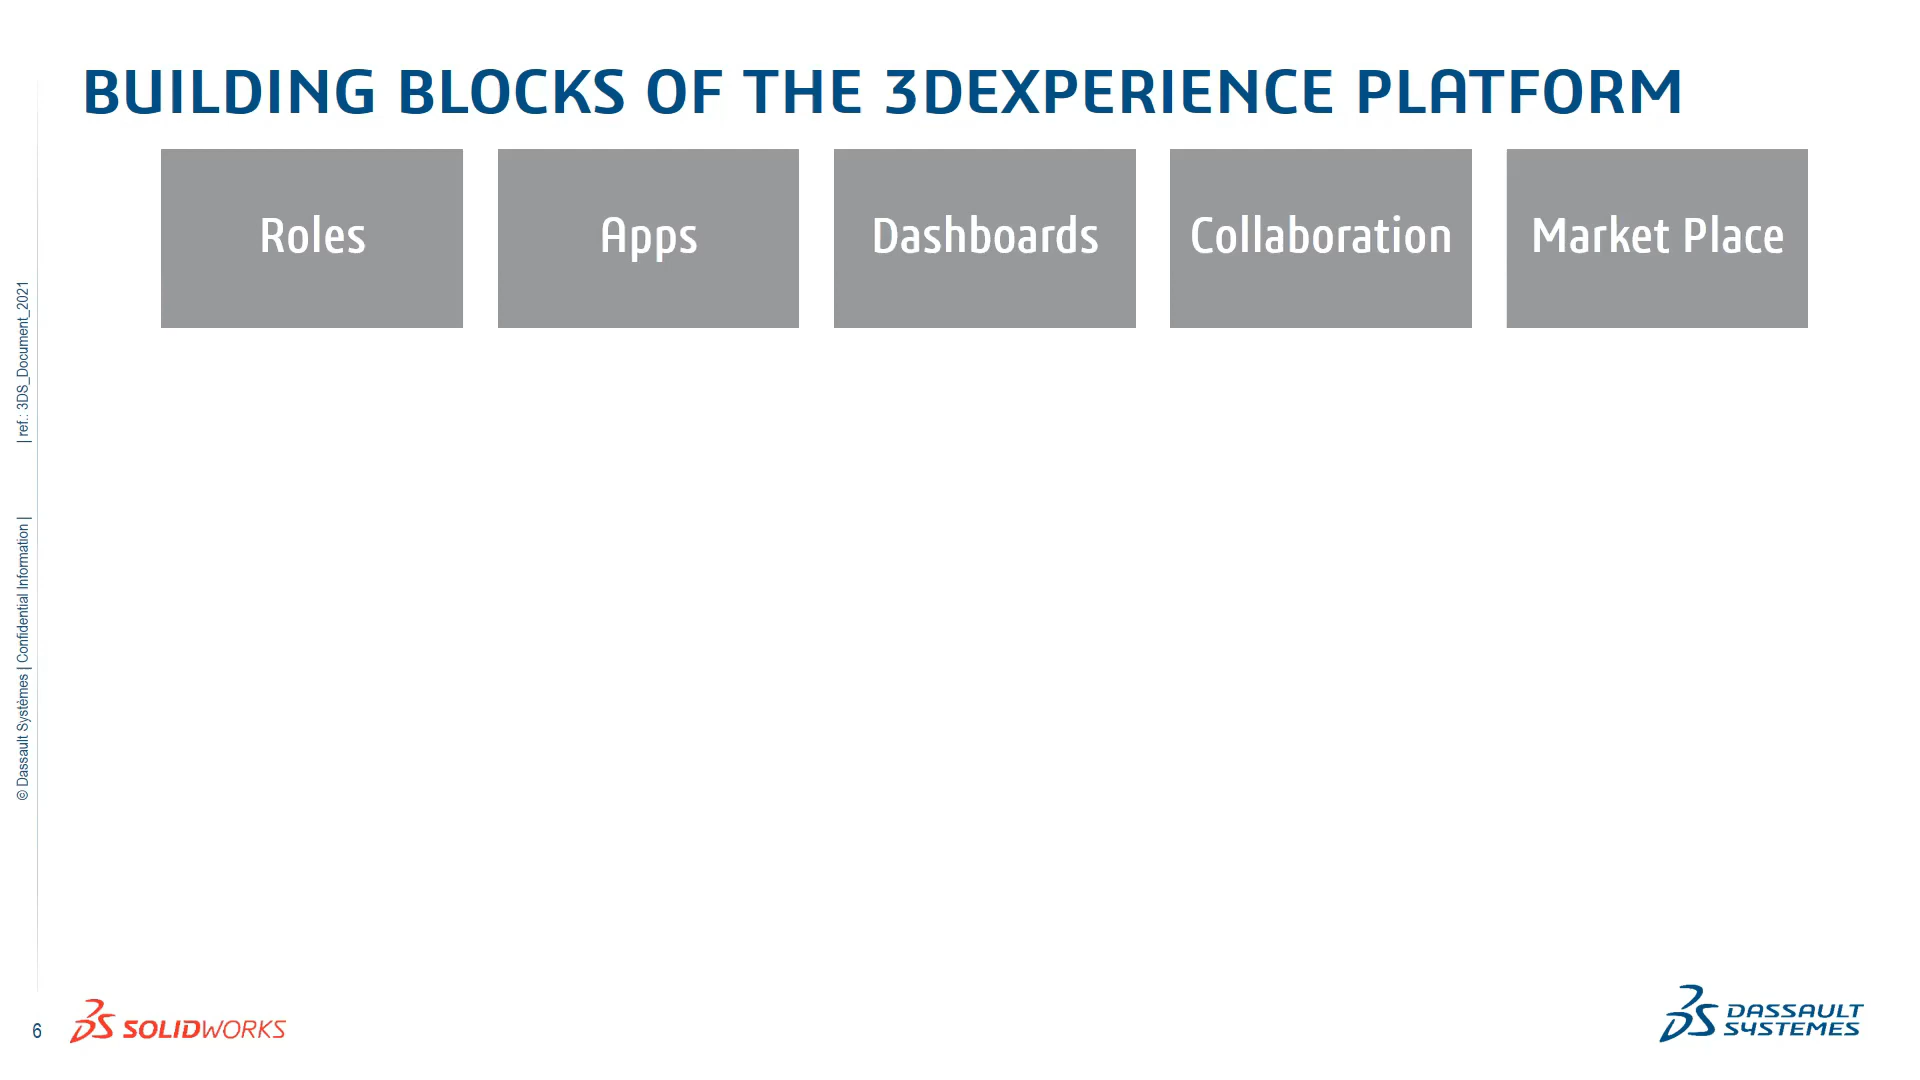 BUILDING BLOCKS OF THE 3DEXPERIENCE PLATFORM
Roles
Apps
Dashboards
Collaboration
Market Place
© Dassault Systèmes | Confidential Information |
| ref.: 3DS_Document_2021
6
SOLIDWORKS
DASSAULT
SYSTEMES